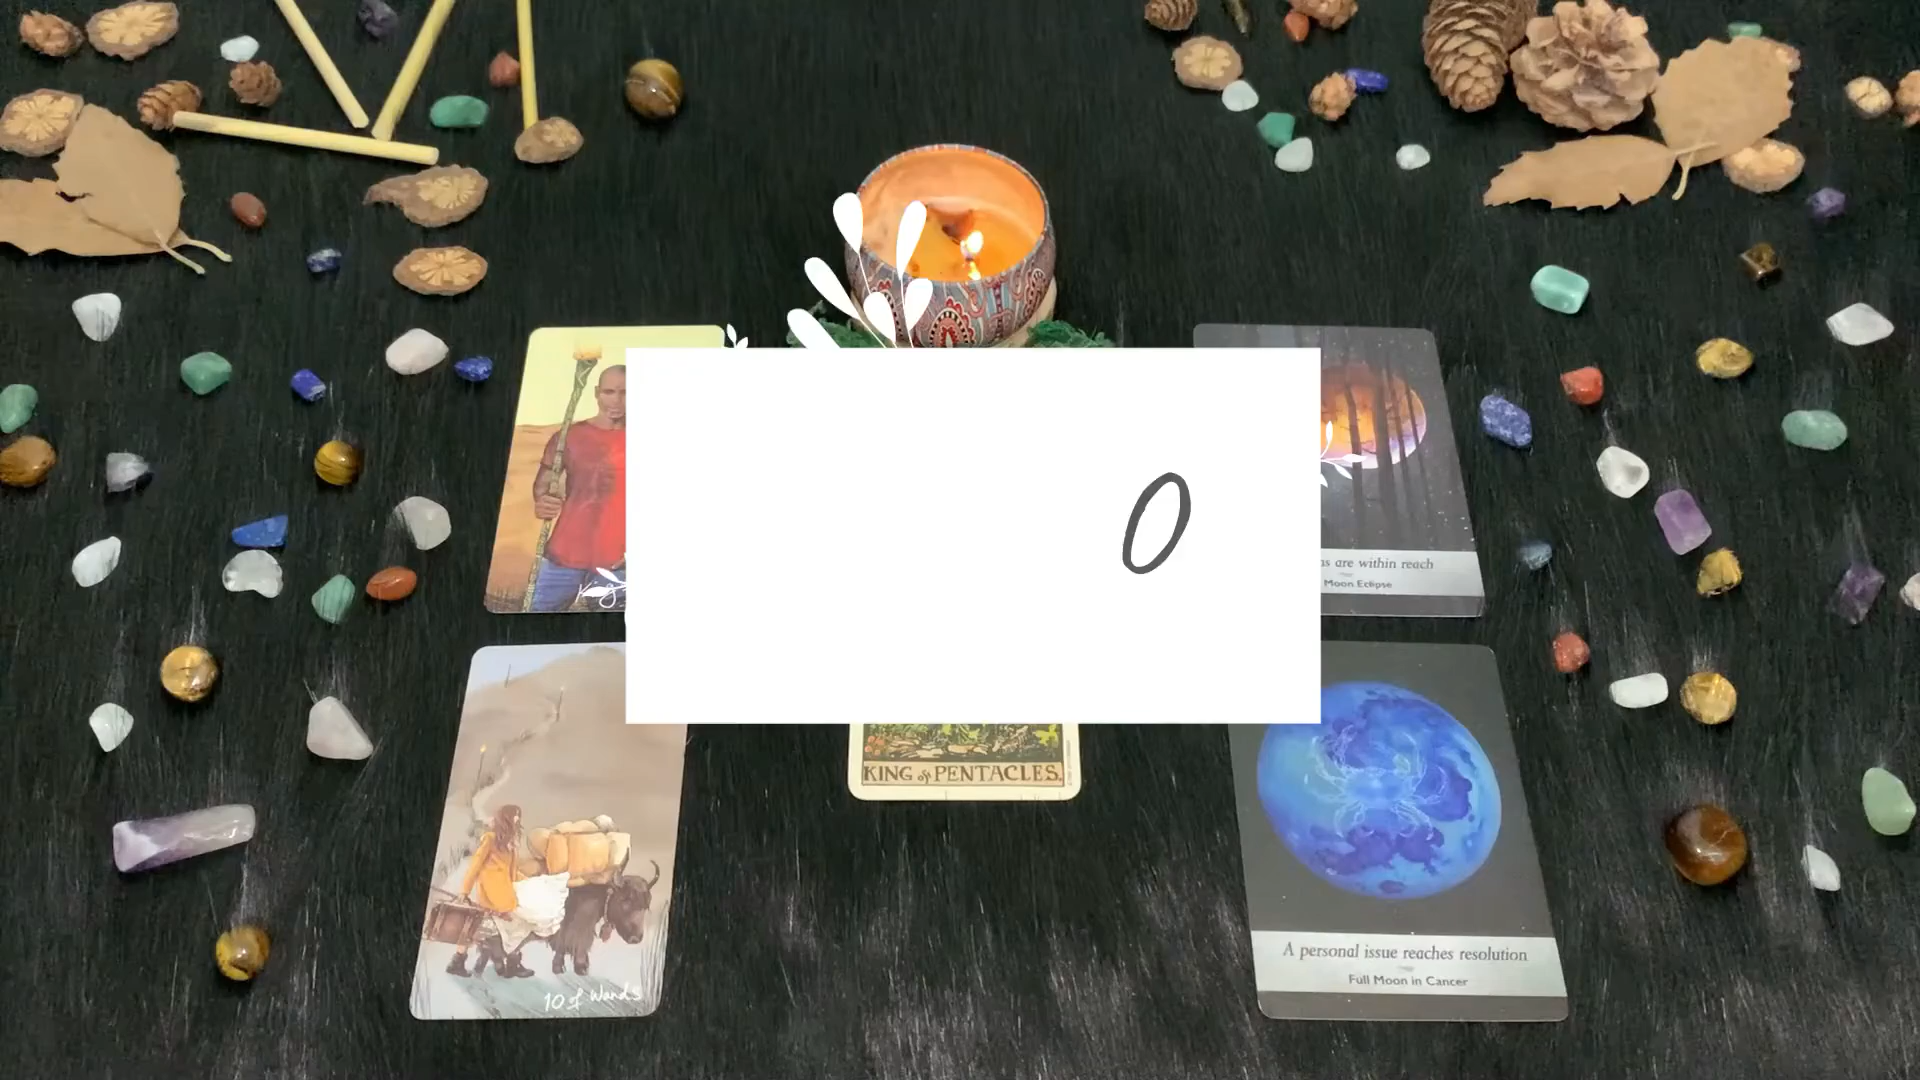 0
King
as are within reach
Moon Eclipse
KING of PENTACLES.
A personal issue reaches resolution
Full Moon in Cancer
10 of Wands